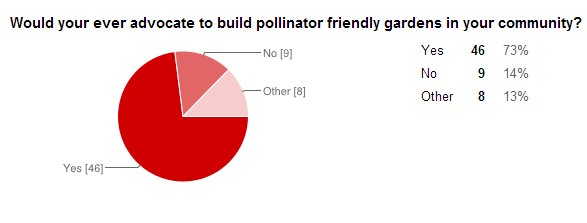 Would your ever advocate to build pollinator friendly gardens in your community?
No [9]
Other [8]
Yes [46]
Yes 46 73%
No 9 14%
Other 8 13%